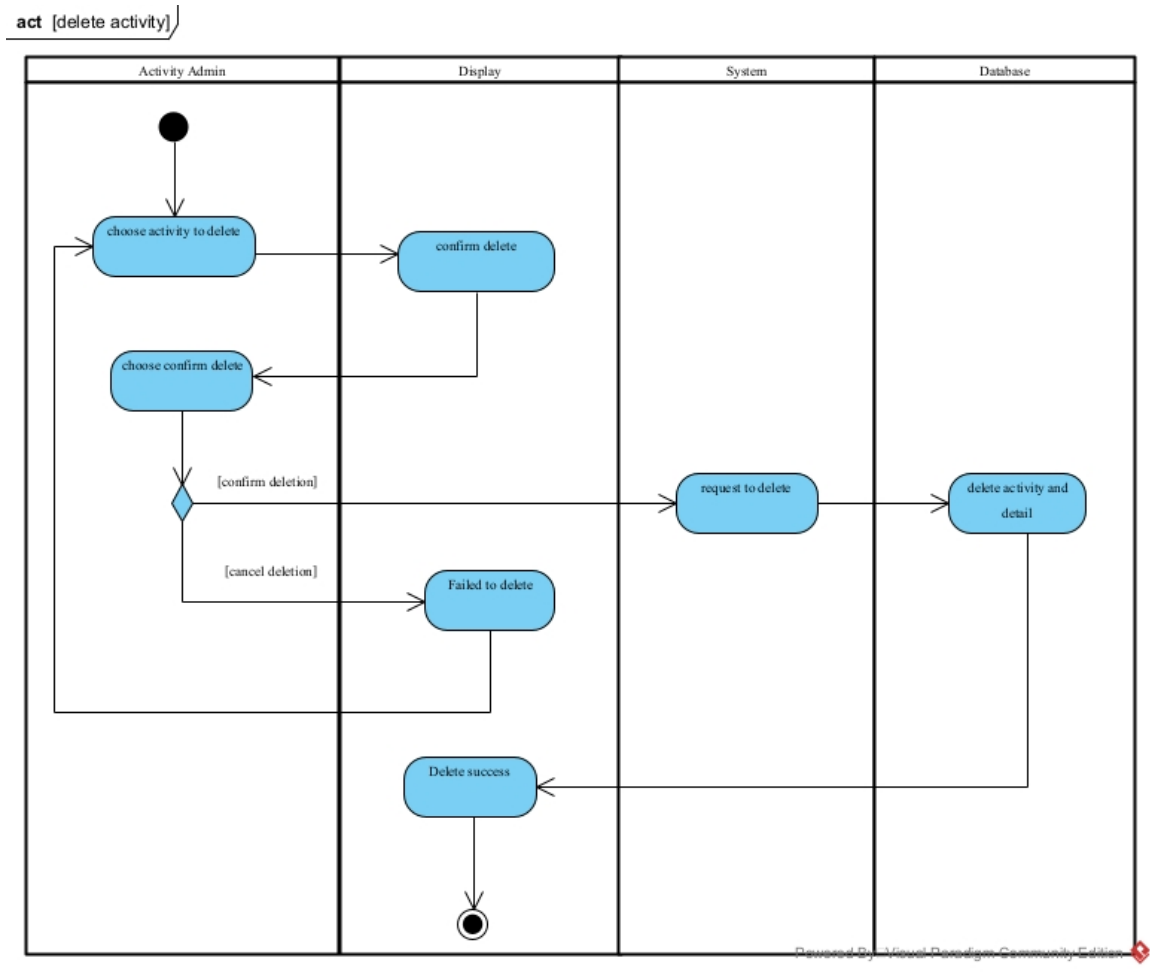 act [delete activity]
Activity Admin
Display
System
Database
choose activity to delete
confirm delete
choose confirm delete
[confirm deletion]
request to delete
delete activity and
detail
[cancel deletion]
Failed to delete
Delete success
Powered By Visual Paradigm Community Edition